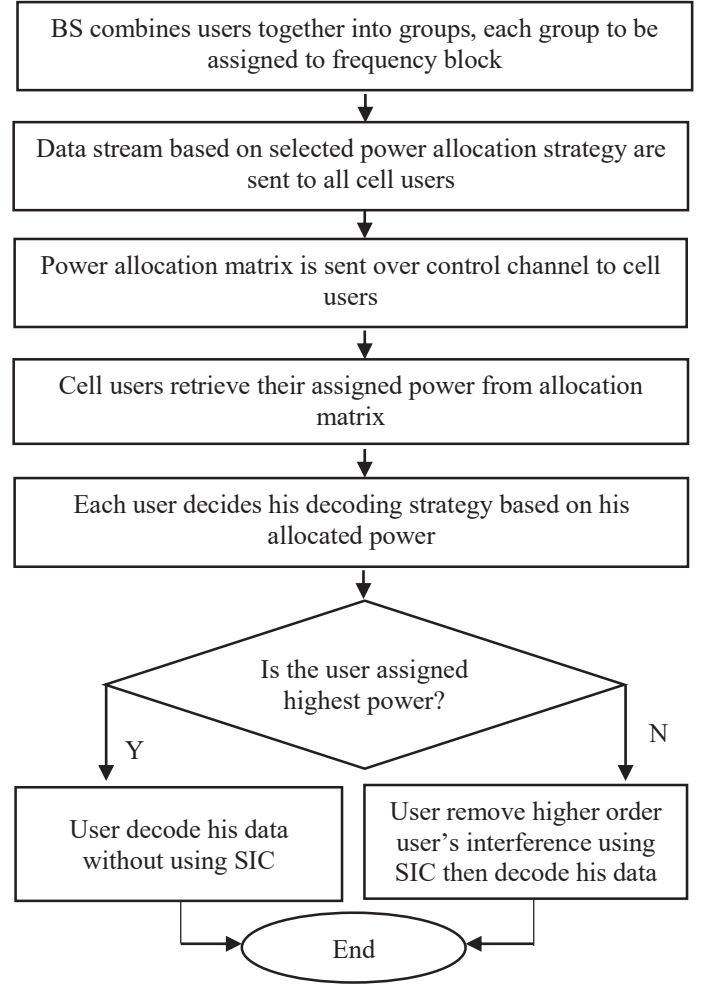 BS combines users together into groups, each group to be
assigned to frequency block
Data stream based on selected power allocation strategy are
sent to all cell users
Power allocation matrix is sent over control channel to cell
users
Cell users retrieve their assigned power from allocation
matrix
Each user decides his decoding strategy based on his
allocated power
Is the user assigned
highest power?
Y
N
User decode his data
without using SIC
User remove higher order
user's interference using
SIC then decode his data
End